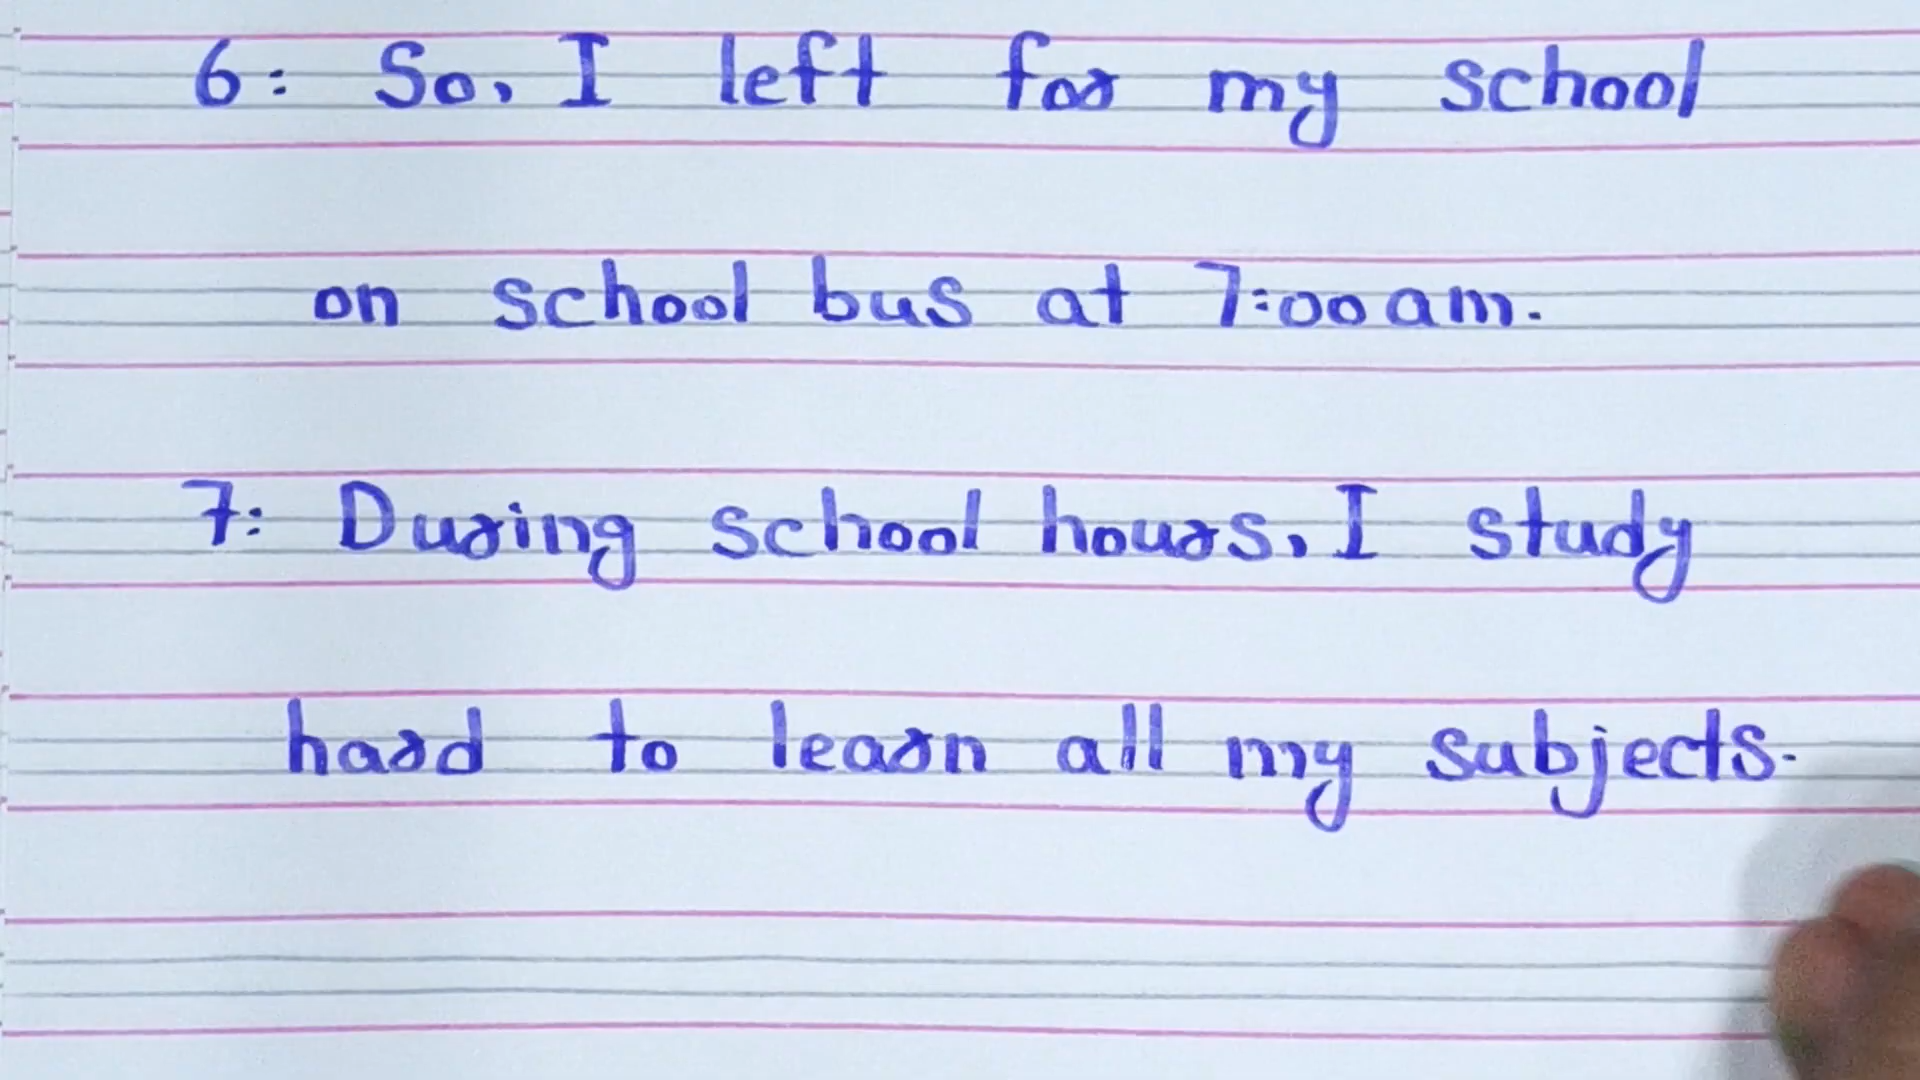 6: So, I left for my school
on school bus at 7:00 am.
7: During school hours, I study
hard to learn all my subjects.